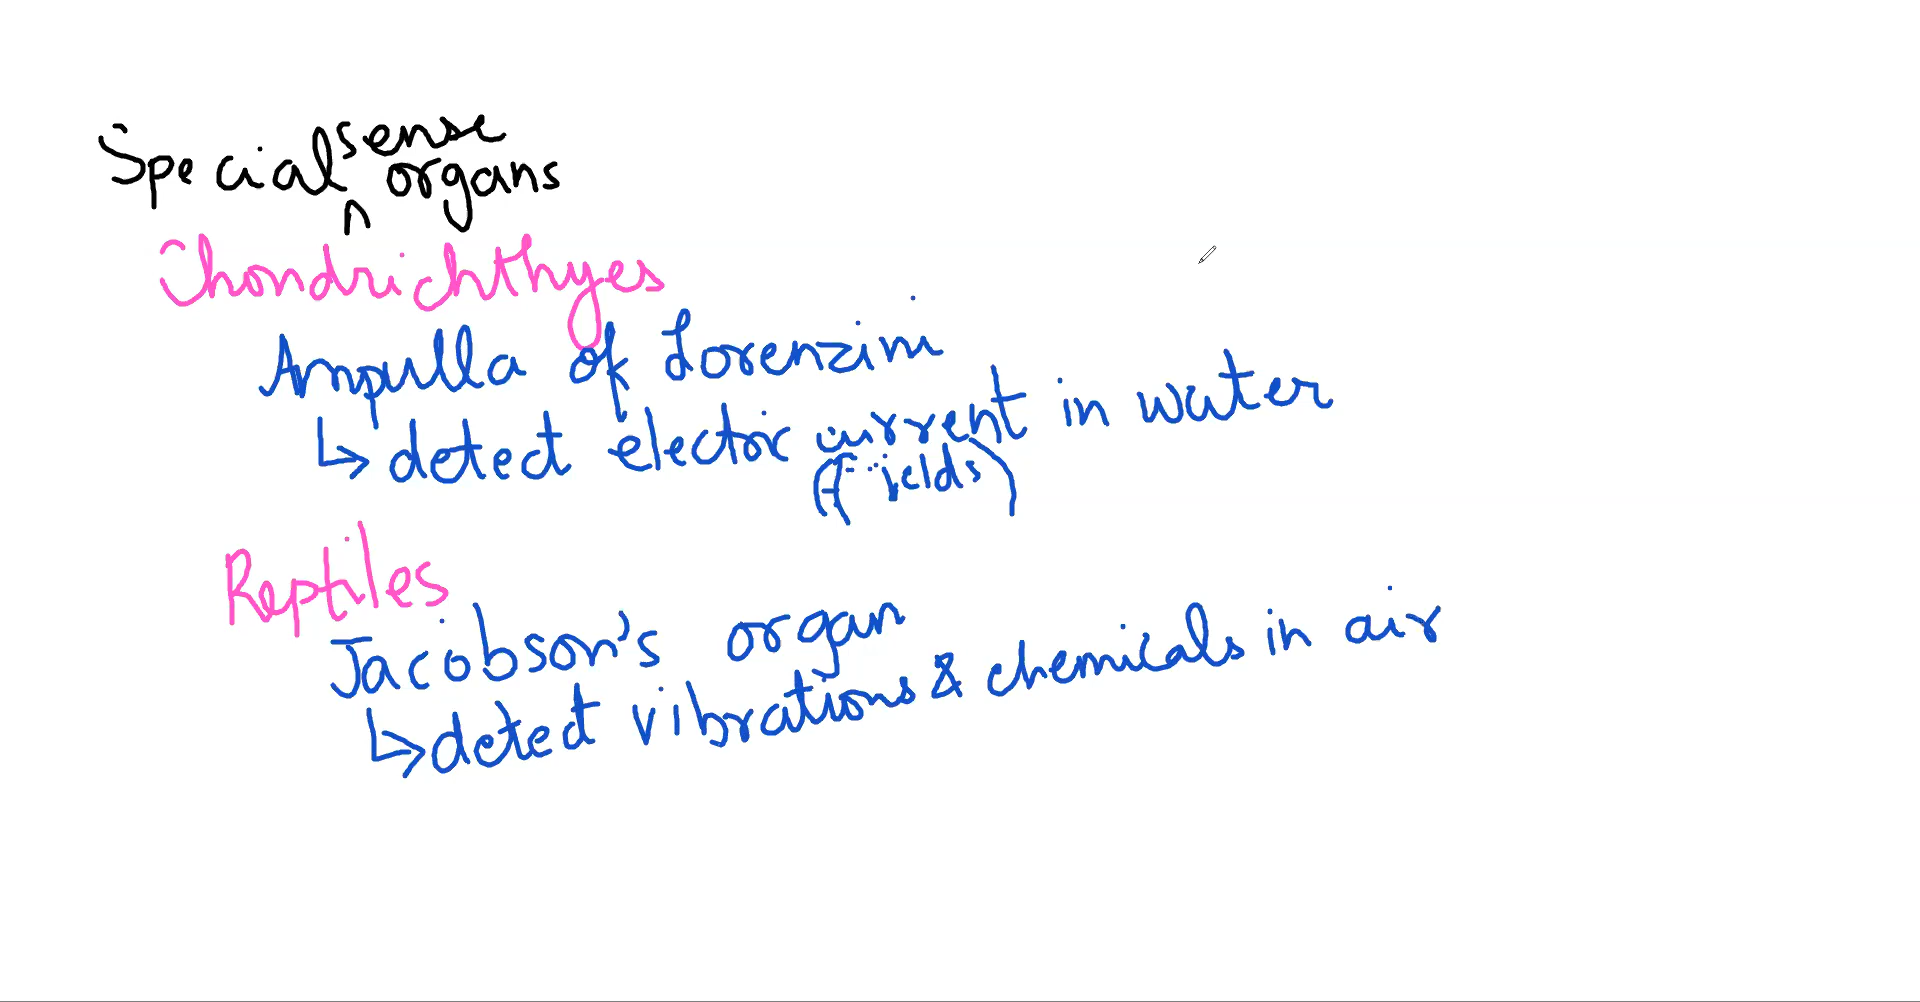 Special sense organs
Chondrichthyes
Ampulla of Lorenzini
↳ detect electric current in water
(fields)
Reptiles
Jacobson's organ
↳ detect vibrations & chemicals in air